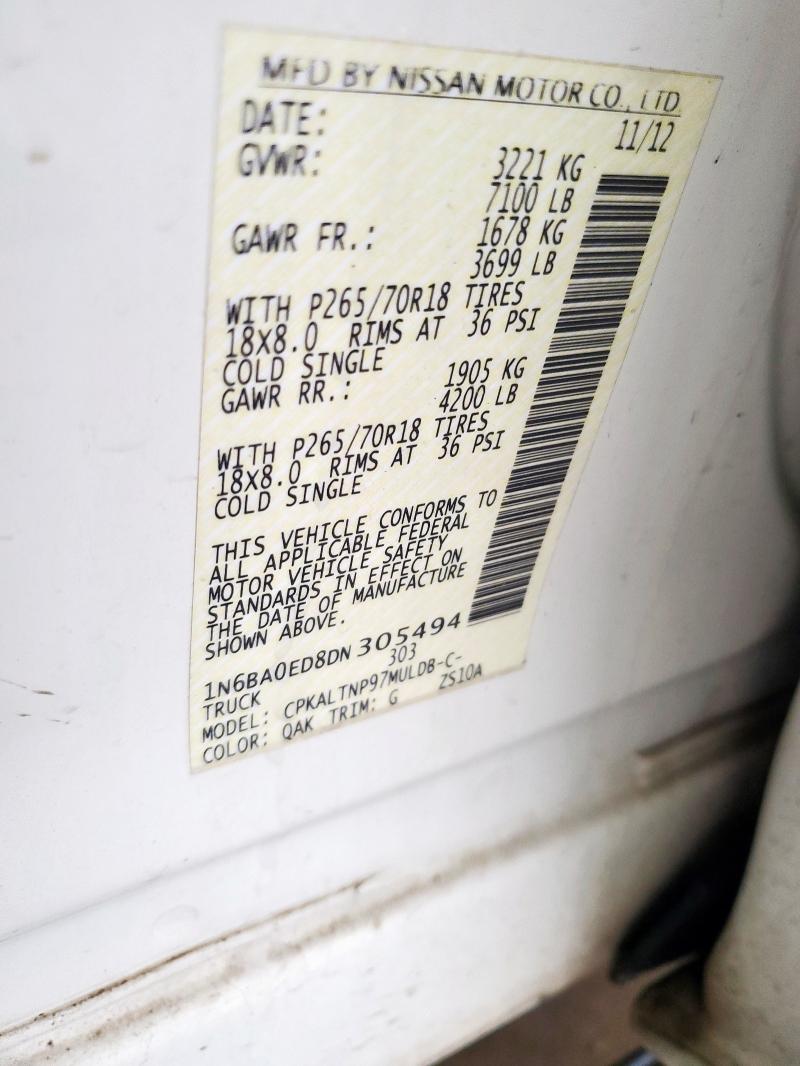 MFD BY NISSAN MOTOR CO., LTD.
DATE: 11/12
GVWR: 3221 KG
7100 LB
GAWR FR.: 1678 KG
3699 LB
WITH P265/70R18 TIRES
18X8.0 RIMS AT 36 PSI
COLD SINGLE
GAWR RR.: 1905 KG
4200 LB
WITH P265/70R18 TIRES
18X8.0 RIMS AT 36 PSI
COLD SINGLE
THIS VEHICLE CONFORMS TO
ALL APPLICABLE FEDERAL
MOTOR VEHICLE SAFETY
STANDARDS IN EFFECT ON
THE DATE OF MANUFACTURE
SHOWN ABOVE.
1N6BA0ED8DN305494
TRUCK 303
MODEL: CPKALTNP97MULDB-C-
COLOR: QAK TRIM: G ZS10A